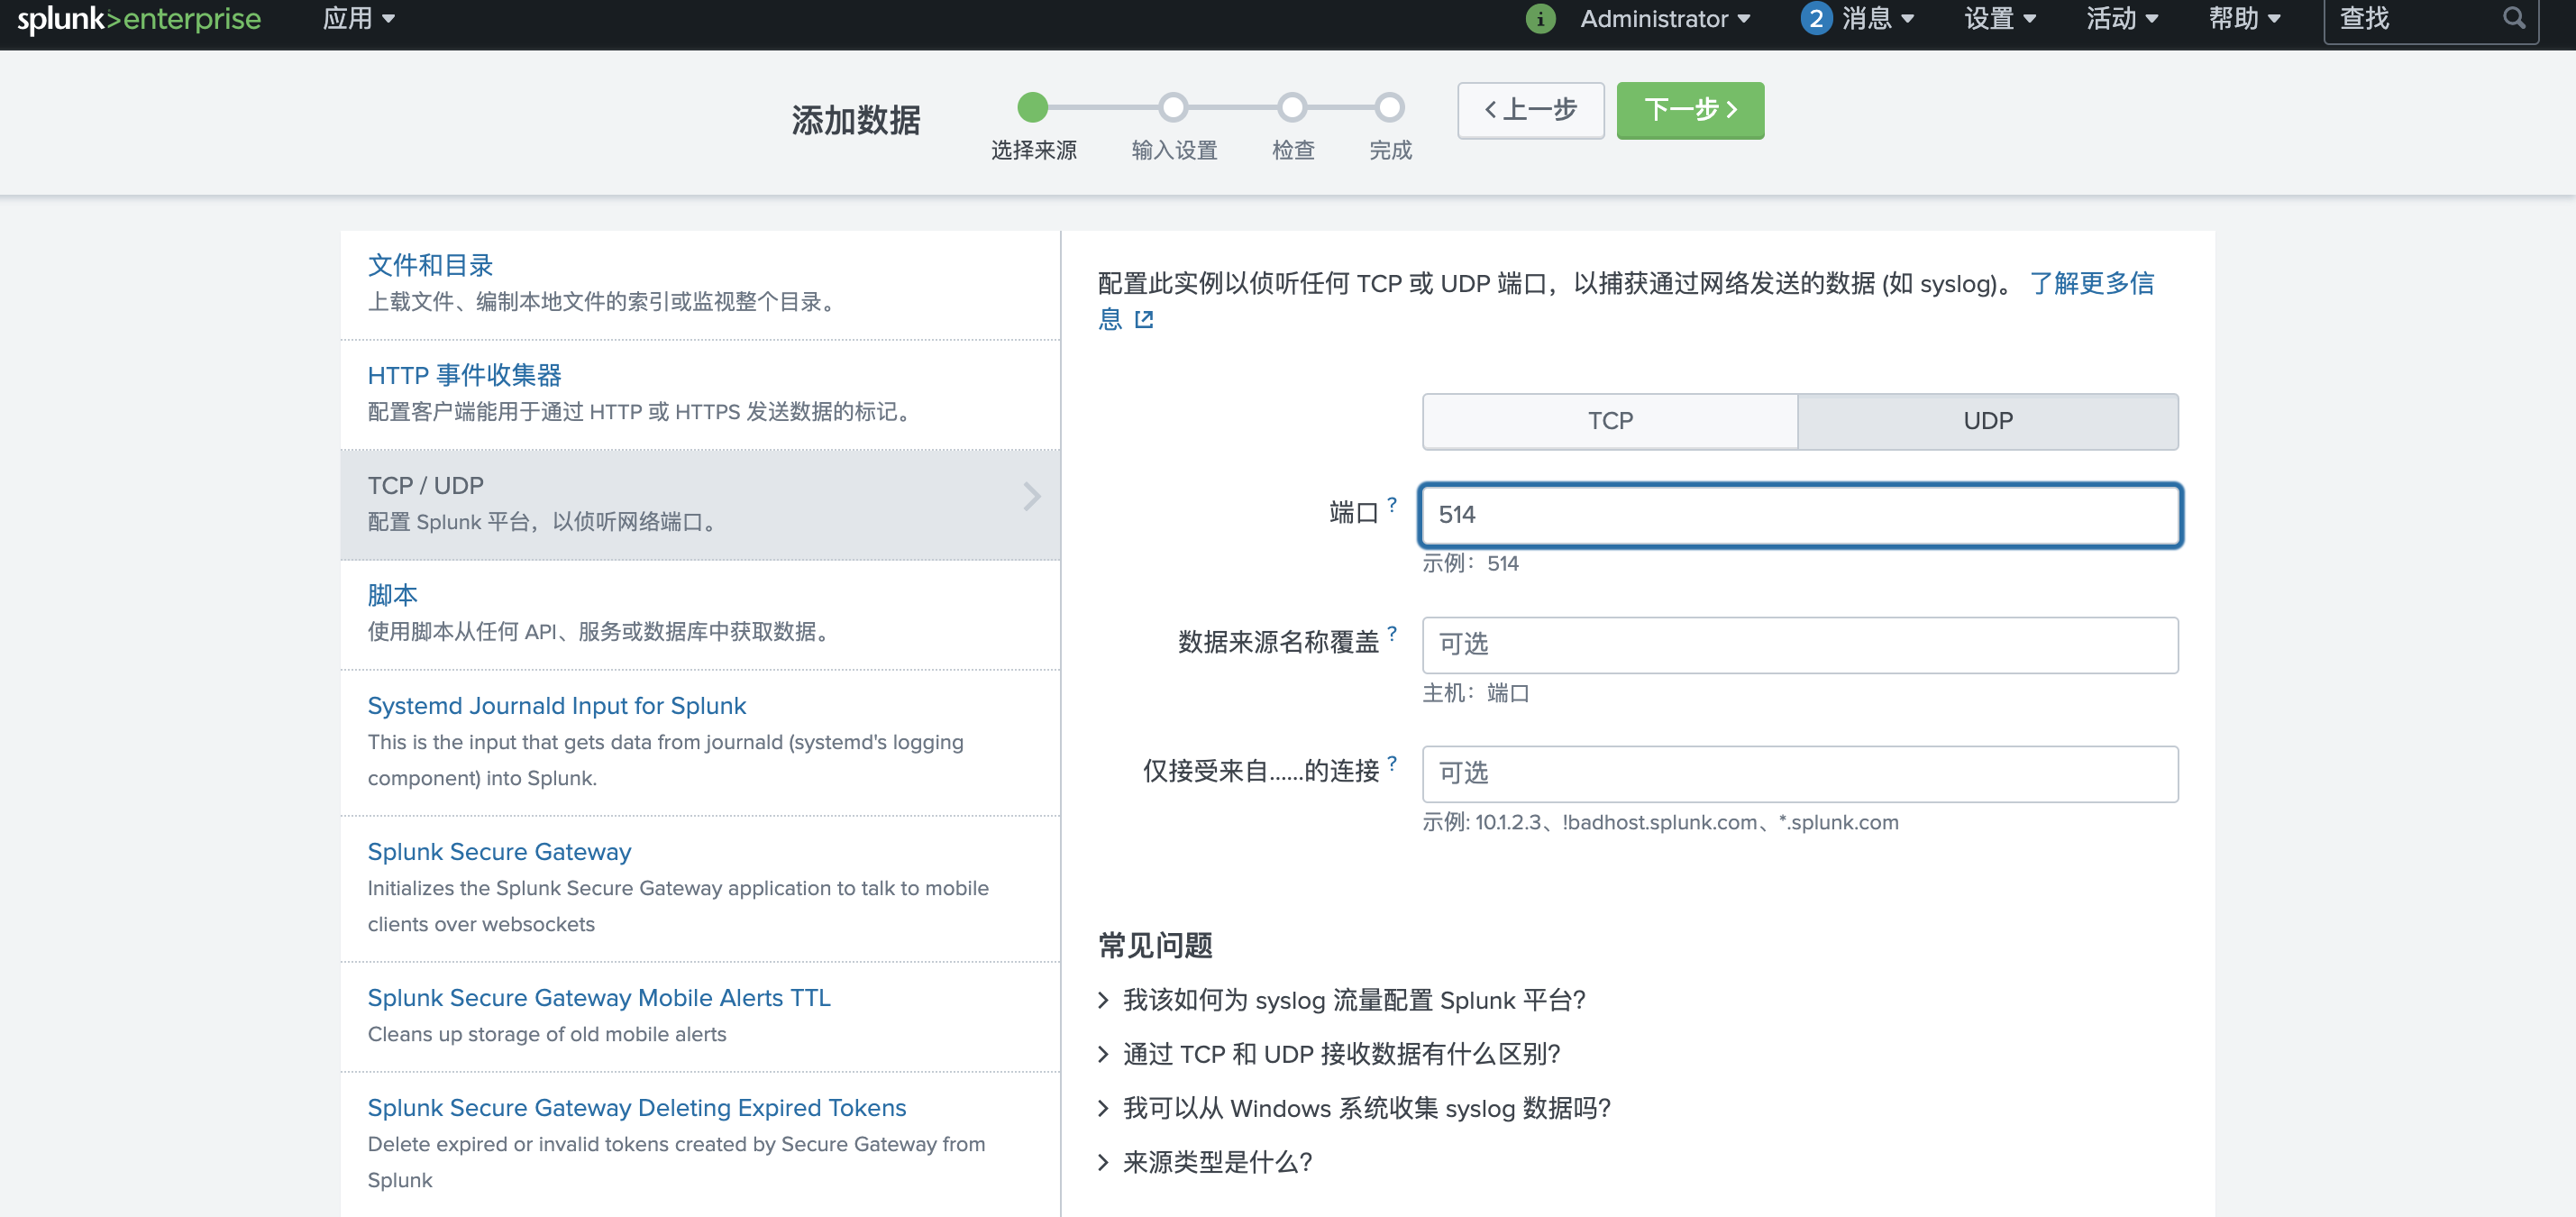 splunk>enterprise 应用 i Administrator 2 消息 设置 活动 帮助 查找
添加数据 选择来源 输入设置 检查 完成 上一步 下一步
文件和目录
上载文件、编制本地文件的索引或监视整个目录。
HTTP 事件收集器
配置客户端能用于通过 HTTP 或 HTTPS 发送数据的标记。
TCP / UDP
配置 Splunk 平台，以侦听网络端口。
脚本
使用脚本从任何 API、服务或数据库中获取数据。
Systemd Journald Input for Splunk
This is the input that gets data from journald (systemd's logging
component) into Splunk.
Splunk Secure Gateway
Initializes the Splunk Secure Gateway application to talk to mobile
clients over websockets
Splunk Secure Gateway Mobile Alerts TTL
Cleans up storage of old mobile alerts
Splunk Secure Gateway Deleting Expired Tokens
Delete expired or invalid tokens created by Secure Gateway from
Splunk
配置此实例以侦听任何 TCP 或 UDP 端口，以捕获通过网络发送的数据 (如 syslog)。 了解更多信
息
TCP UDP
端口 ? 514
示例：514
数据来源名称覆盖 ? 可选
主机：端口
仅接受来自......的连接 ? 可选
示例: 10.1.2.3、!badhost.splunk.com、*.splunk.com
常见问题
> 我该如何为 syslog 流量配置 Splunk 平台?
> 通过 TCP 和 UDP 接收数据有什么区别?
> 我可以从 Windows 系统收集 syslog 数据吗?
> 来源类型是什么?